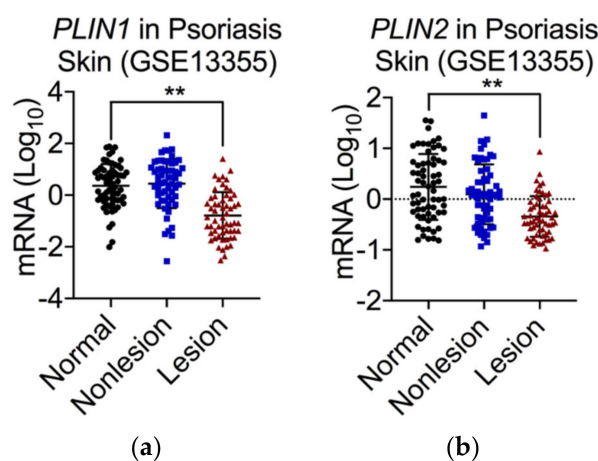 PLIN1 in Psoriasis
Skin (GSE13355)
**
mRNA (Log10)
4
2
0
-2
-4
Normal
Nonlesion
Lesion
(a)
PLIN2 in Psoriasis
Skin (GSE13355)
**
mRNA (Log10)
2
1
0
-1
-2
Normal
Nonlesion
Lesion
(b)